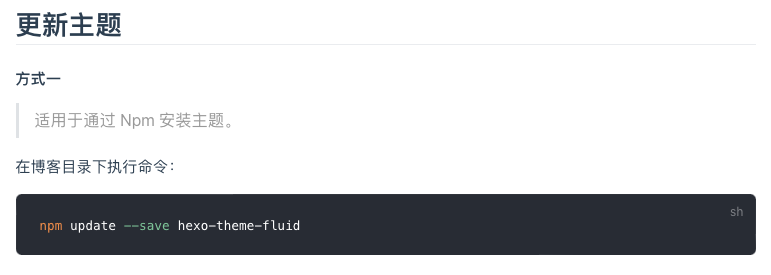 更新主题
方式一
适用于通过 Npm 安装主题。
在博客目录下执行命令：
sh
npm update --save hexo-theme-fluid